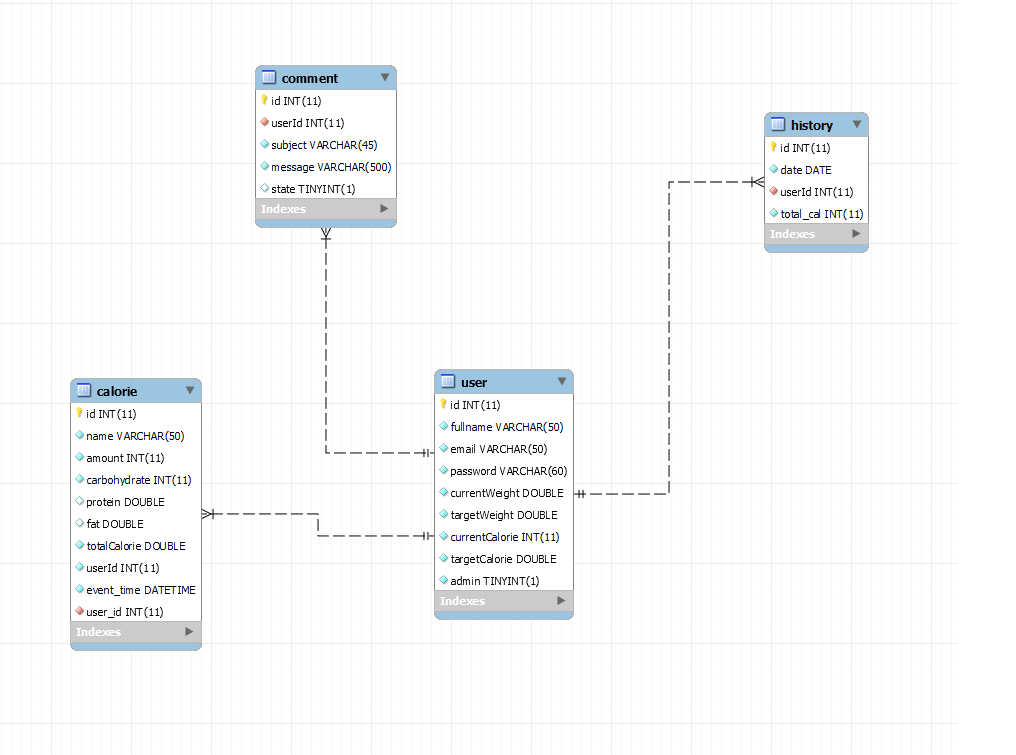 comment
id INT(11)
userId INT(11)
subject VARCHAR(45)
message VARCHAR(500)
state TINYINT(1)
Indexes
history
id INT(11)
date DATE
userId INT(11)
total_cal INT(11)
Indexes
calorie
id INT(11)
name VARCHAR(50)
amount INT(11)
carbohydrate INT(11)
protein DOUBLE
fat DOUBLE
totalCalorie DOUBLE
userId INT(11)
event_time DATETIME
user_id INT(11)
Indexes
user
id INT(11)
fullname VARCHAR(50)
email VARCHAR(50)
password VARCHAR(60)
currentWeight DOUBLE
targetWeight DOUBLE
currentCalorie INT(11)
targetCalorie DOUBLE
admin TINYINT(1)
Indexes